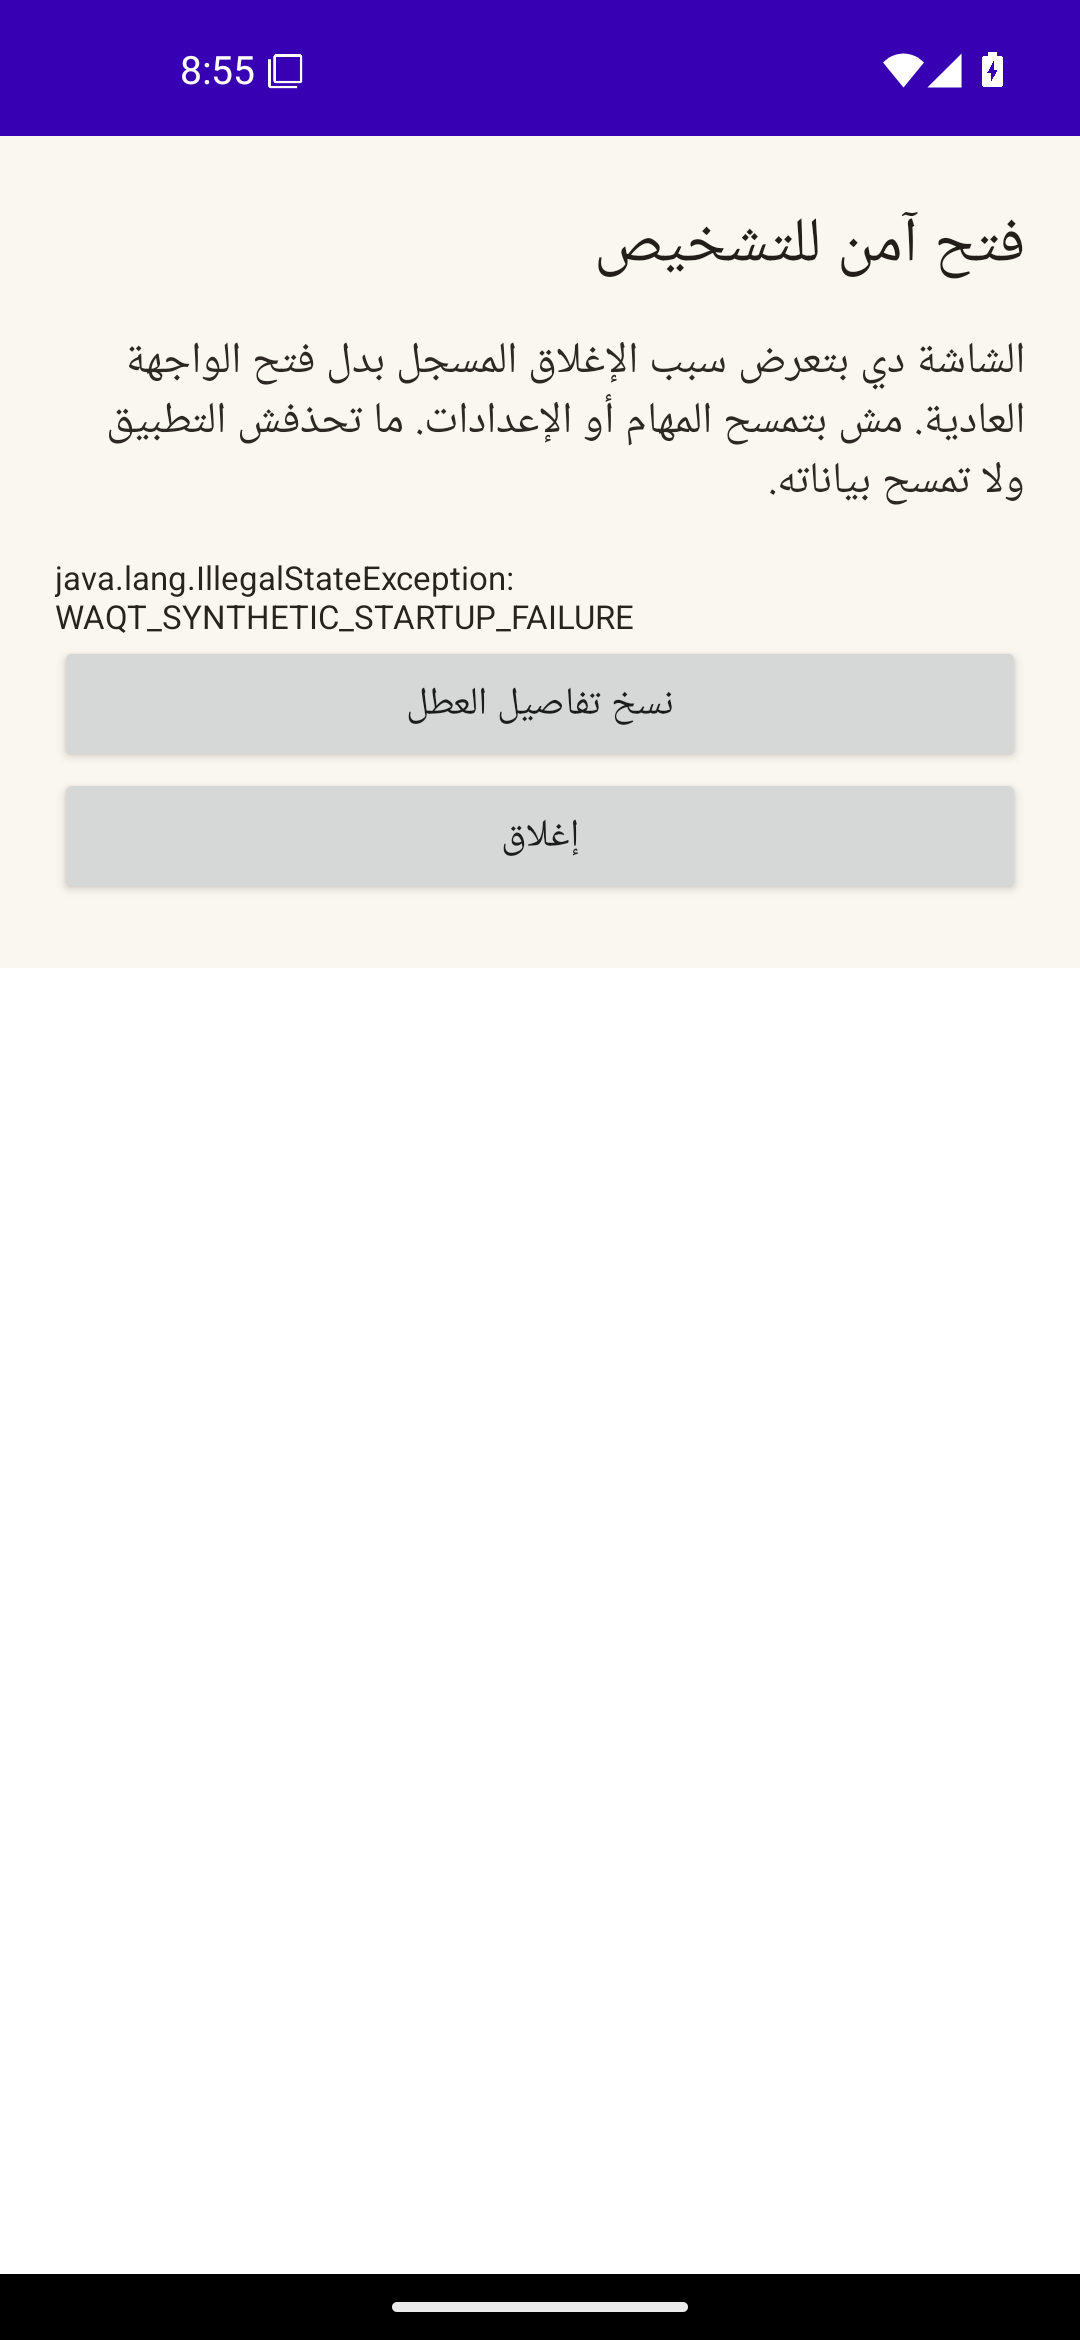 8:55
فتح آمن للتشخيص
الشاشة دي بتعرض سبب الإغلاق المسجل بدل فتح الواجهة
العادية. مش بتمسح المهام أو الإعدادات. ما تحذفش التطبيق
ولا تمسح بياناته.
java.lang.IllegalStateException:
WAQT_SYNTHETIC_STARTUP_FAILURE
نسخ تفاصيل العطل
إغلاق